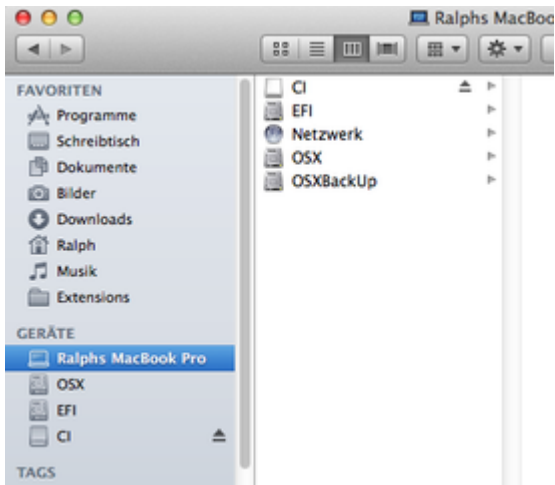 Ralphs MacBoo
FAVORITEN
Programme
Schreibtisch
Dokumente
Bilder
Downloads
Ralph
Musik
Extensions
GERÄTE
Ralphs MacBook Pro
OSX
EFI
CI
TAGS
CI
EFI
Netzwerk
OSX
OSXBackUp